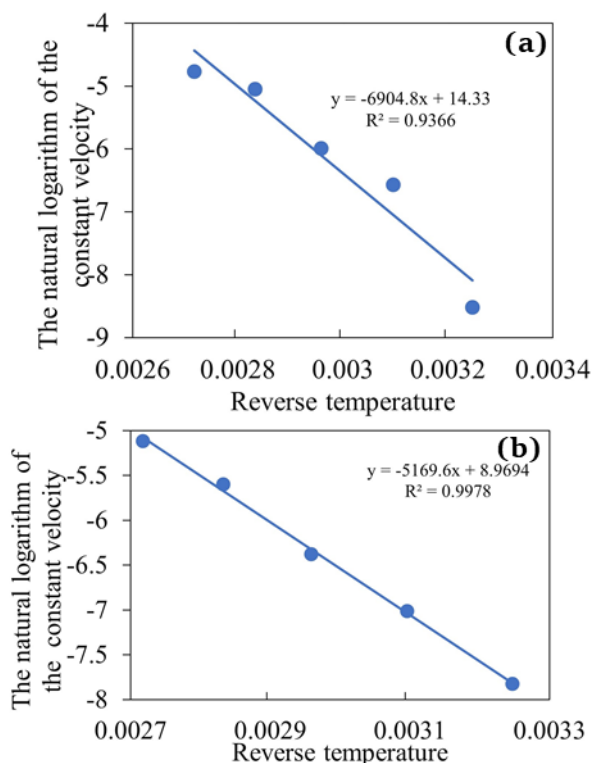 (a)
The natural logarithm of the
constant velocity
-4
-5
-6
-7
-8
-9
y = -6904.8x + 14.33
R² = 0.9366
0.0026 0.0028 0.003 0.0032 0.0034
Reverse temperature
(b)
The natural logarithm of
the constant velocity
-5
-5.5
-6
-6.5
-7
-7.5
-8
y = -5169.6x + 8.9694
R² = 0.9978
0.0027 0.0029 0.0031 0.0033
Reverse temperature